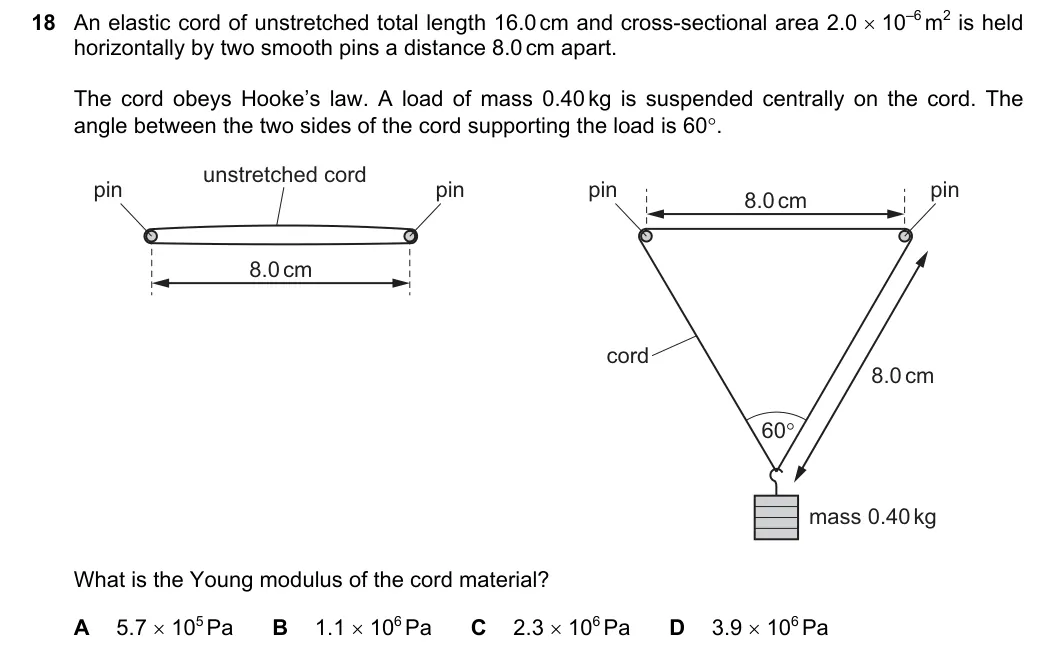 18 An elastic cord of unstretched total length 16.0 cm and cross-sectional area 2.0 × 10⁻⁶ m² is held
horizontally by two smooth pins a distance 8.0 cm apart.
The cord obeys Hooke’s law. A load of mass 0.40 kg is suspended centrally on the cord. The
angle between the two sides of the cord supporting the load is 60°.
unstretched cord
pin
pin
8.0 cm
pin
8.0 cm
pin
cord
8.0 cm
60°
mass 0.40 kg
What is the Young modulus of the cord material?
A 5.7 × 10⁵ Pa B 1.1 × 10⁶ Pa C 2.3 × 10⁶ Pa D 3.9 × 10⁶ Pa